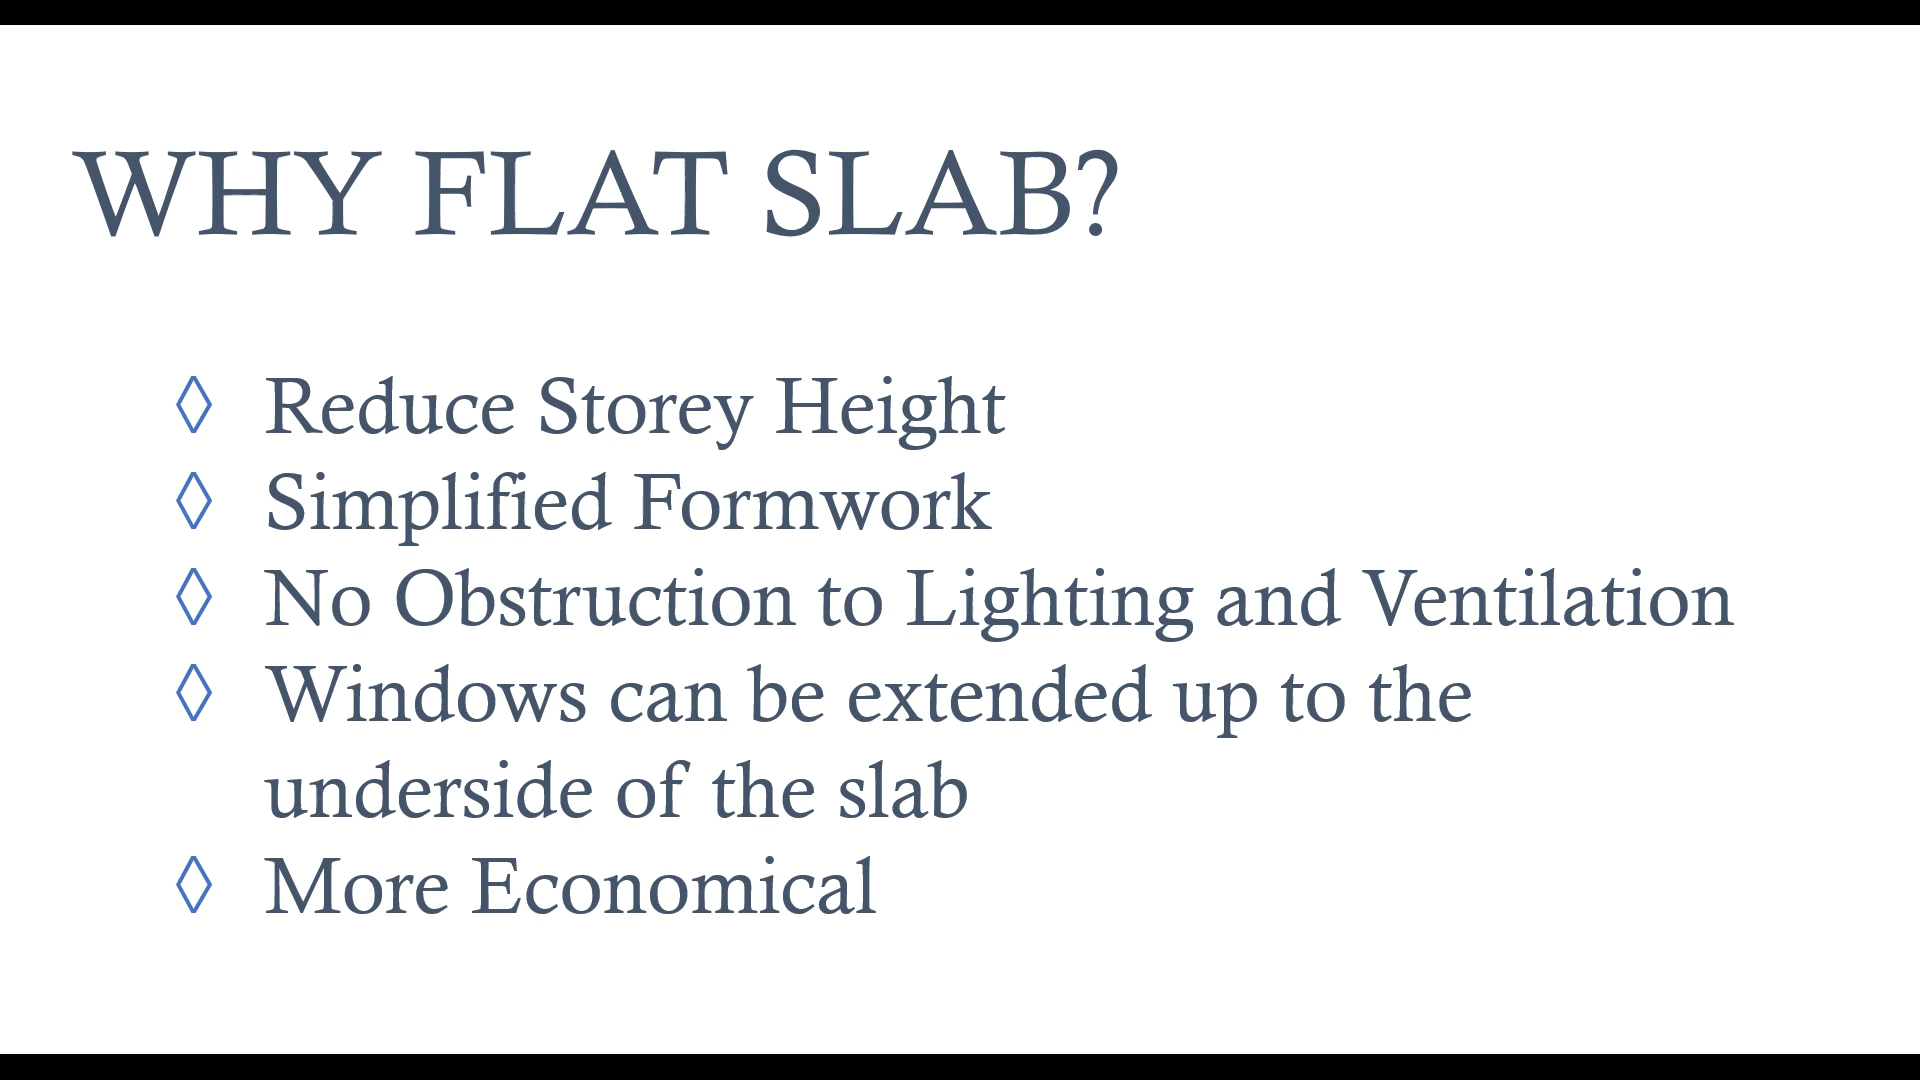 WHY FLAT SLAB?
◊ Reduce Storey Height
◊ Simplified Formwork
◊ No Obstruction to Lighting and Ventilation
◊ Windows can be extended up to the
underside of the slab
◊ More Economical